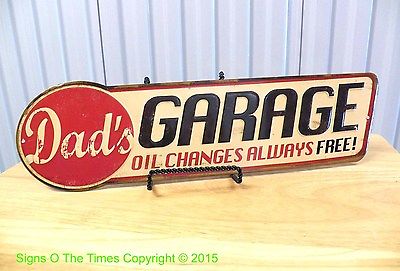 Dad's
GARAGE
OIL CHANGES ALWAYS FREE!
Signs O The Times Copyright © 2015